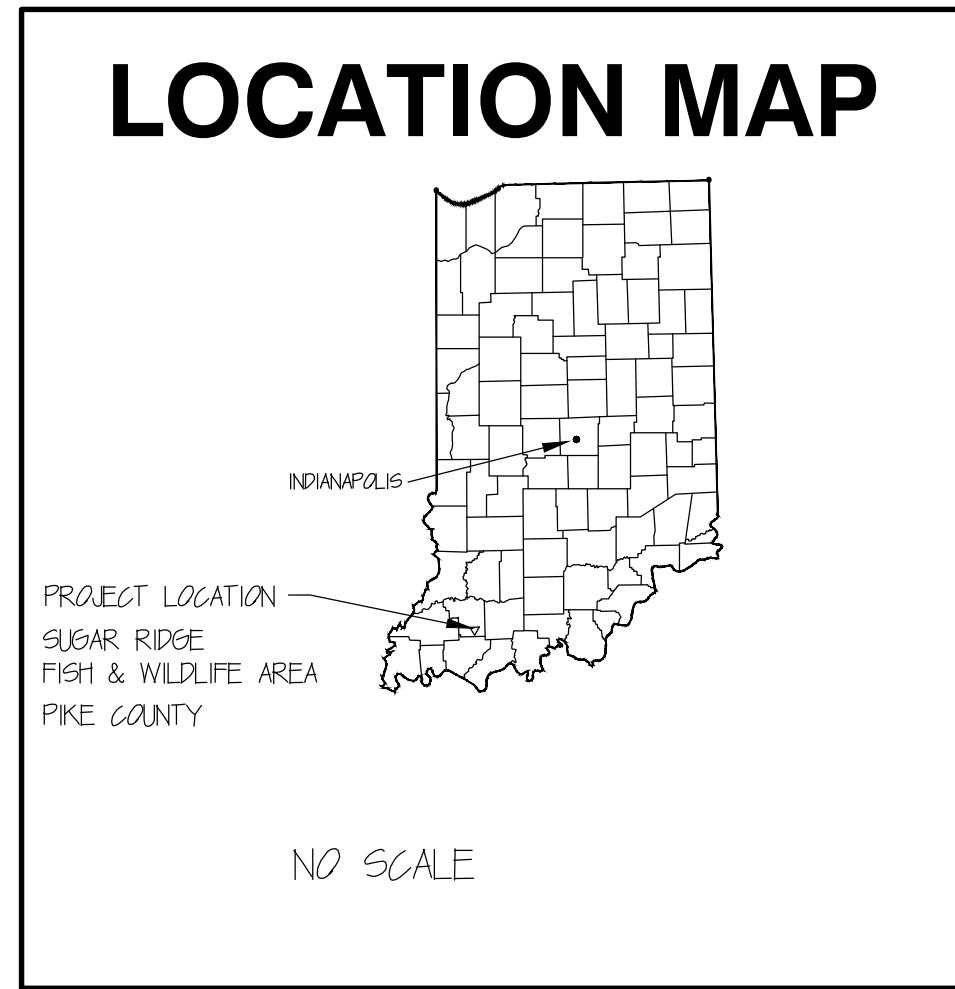 LOCATION MAP
INDIANAPOLIS
PROJECT LOCATION
SUGAR RIDGE
FISH & WILDLIFE AREA
PIKE COUNTY
NO SCALE